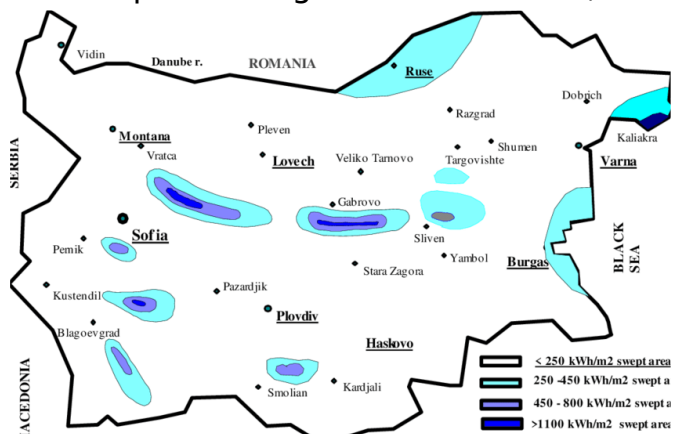 Vidin
Danube r.
ROMANIA
Ruse
Dobrich
Razgrad
Kaliakra
Montana
Pleven
Shumen
Vratca
Lovech
Veliko Tarnovo
Targovishte
Varna
SERBIA
Gabrovo
Sofia
Sliven
Pernik
Burgas
BLACK
SEA
Stara Zagora
Yambol
Kustendil
Pazardjik
Plovdiv
Blagoevgrad
Haskovo
Smolian
Kardjali
ACEDONIA
< 250 kWh/m2 swept area
250 -450 kWh/m2 swept a
450 - 800 kWh/m2 swept a
>1100 kWh/m2 swept area